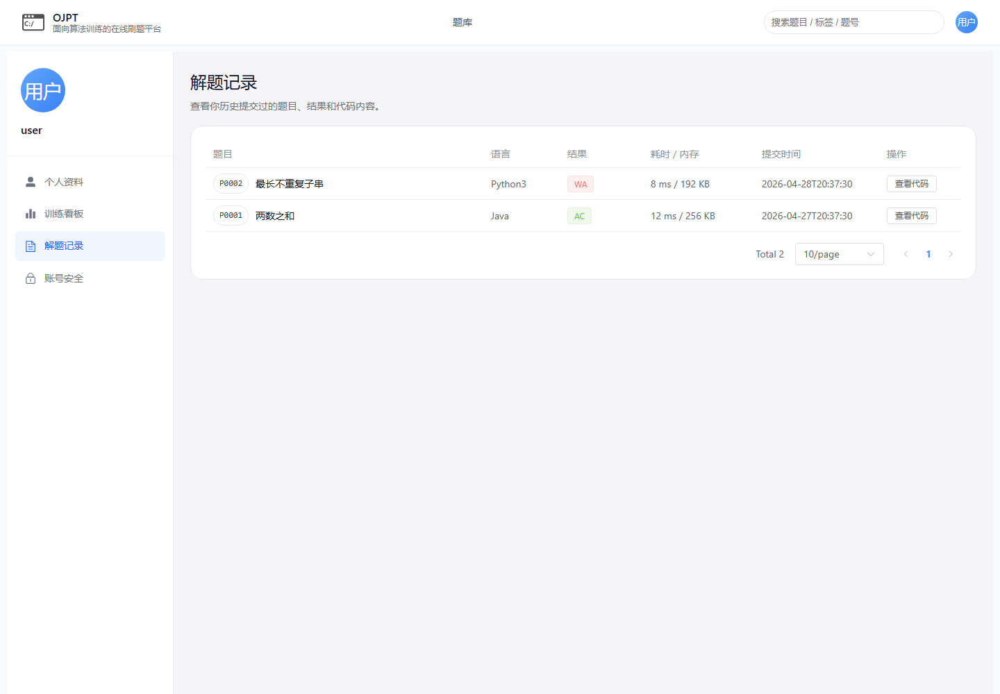 OJPT
面向算法训练的在线刷题平台
题库
搜索题目 / 标签 / 题号
用户
用户
user
个人资料
训练看板
解题记录
账号安全
解题记录
查看你历史提交过的题目、结果和代码内容。
题目 语言 结果 耗时 / 内存 提交时间 操作
P0002 最长不重复子串 Python3 WA 8 ms / 192 KB 2026-04-28T20:37:30 查看代码
P0001 两数之和 Java AC 12 ms / 256 KB 2026-04-27T20:37:30 查看代码
Total 2 10/page 1